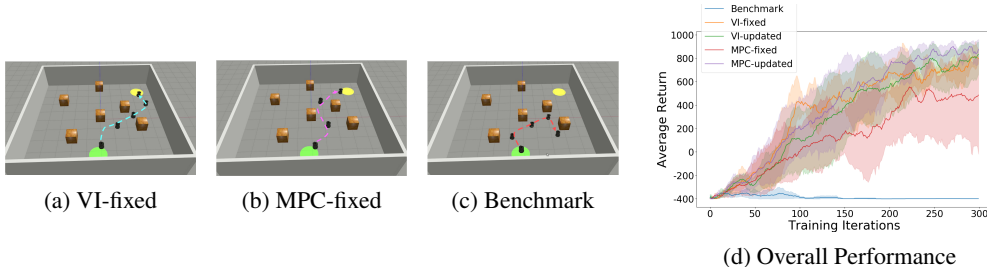 (a) VI-fixed
(b) MPC-fixed
(c) Benchmark
Benchmark
VI-fixed
VI-updated
MPC-fixed
MPC-updated
Average Return
1000
800
600
400
200
0
-200
-400
0 50 100 150 200 250 300
Training Iterations
(d) Overall Performance